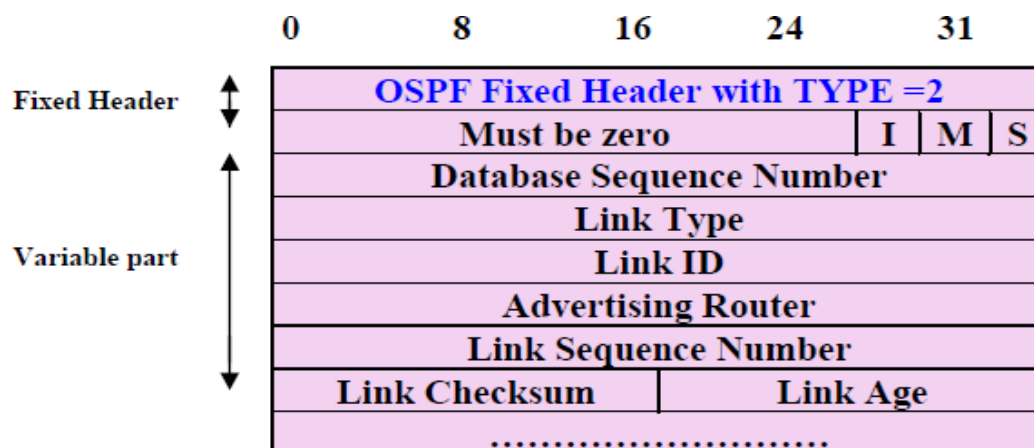 0 8 16 24 31
Fixed Header
OSPF Fixed Header with TYPE =2
Must be zero I M S
Database Sequence Number
Link Type
Variable part
Link ID
Advertising Router
Link Sequence Number
Link Checksum Link Age
...........................